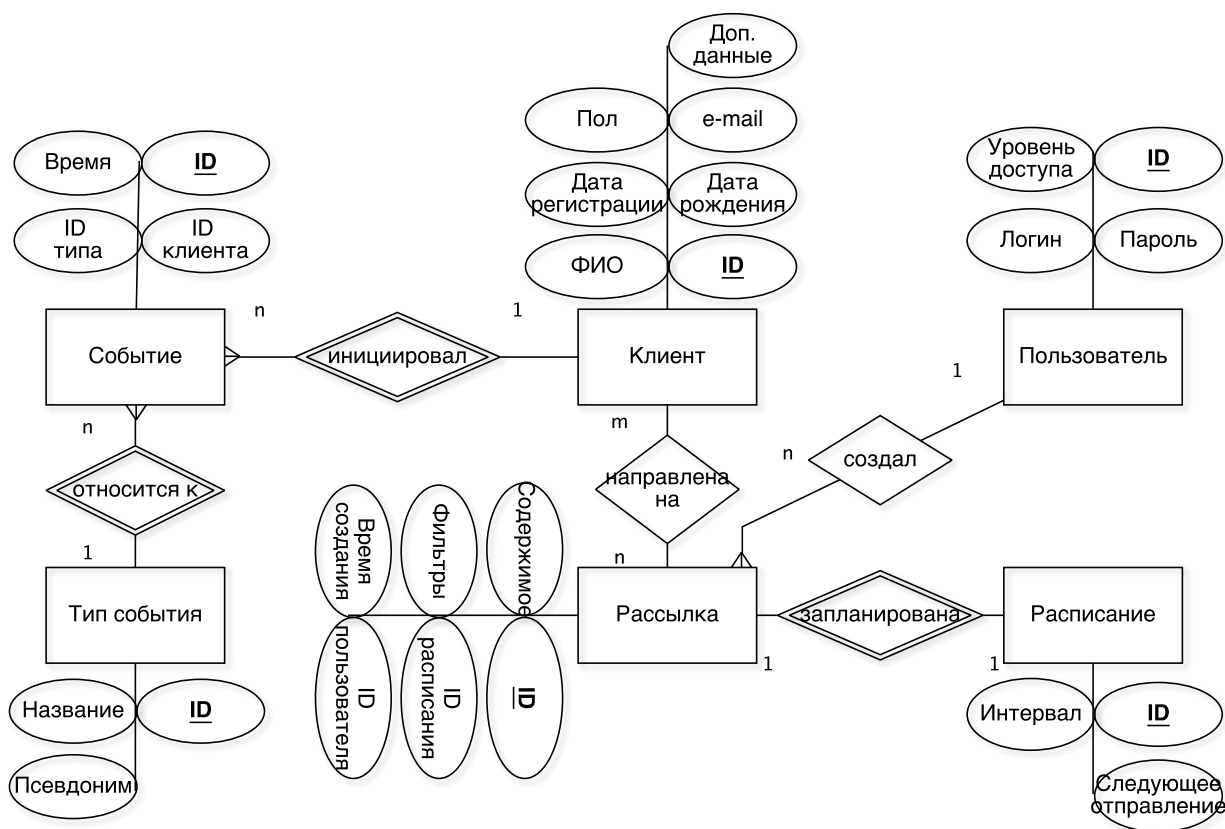 Доп.
данные
Пол
e-mail
Время
ID
Уровень
доступа
ID
Дата
регистрации
Дата
рождения
ID
типа
ID
клиента
Логин
Пароль
ФИО
ID
n
1
Событие
инициировал
Клиент
Пользователь
1
n
m
n
создал
относится к
направлена
на
Время
создания
Фильтры
Содержимое
1
n
Тип события
Рассылка
запланирована
Расписание
1
1
ID
пользователя
ID
расписания
ID
Название
ID
Интервал
ID
Псевдоним
Следующее
отправление